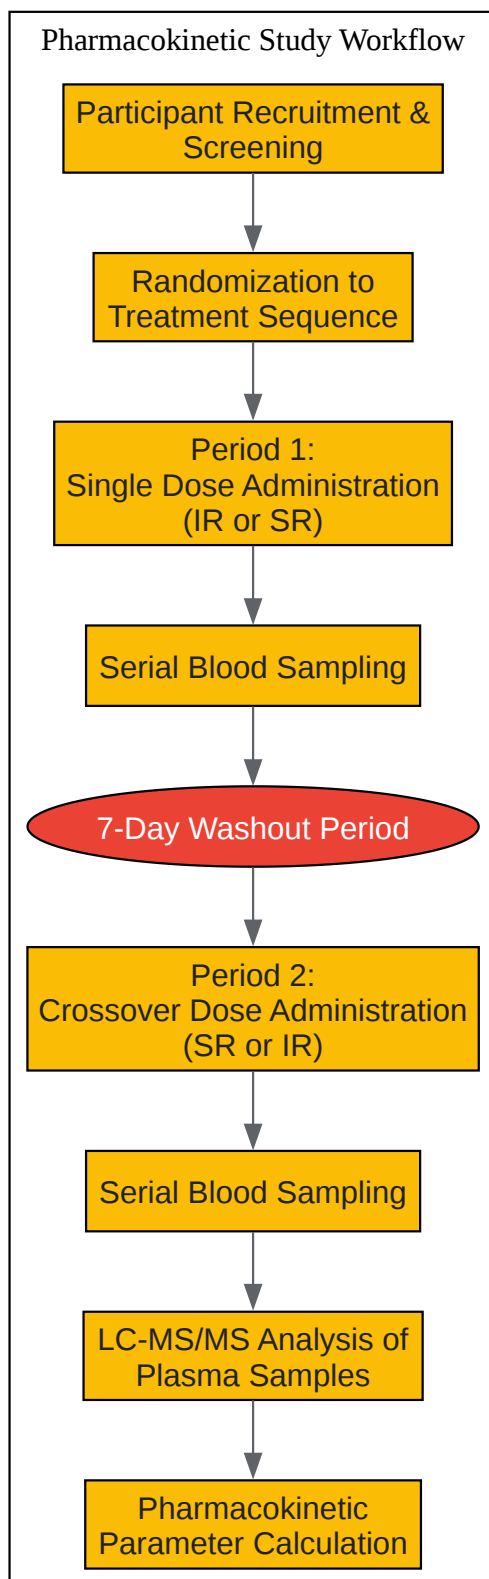 Pharmacokinetic Study Workflow
Participant Recruitment &
Screening
Randomization to
Treatment Sequence
Period 1:
Single Dose Administration
(IR or SR)
Serial Blood Sampling
7-Day Washout Period
Period 2:
Crossover Dose Administration
(SR or IR)
Serial Blood Sampling
LC-MS/MS Analysis of
Plasma Samples
Pharmacokinetic
Parameter Calculation